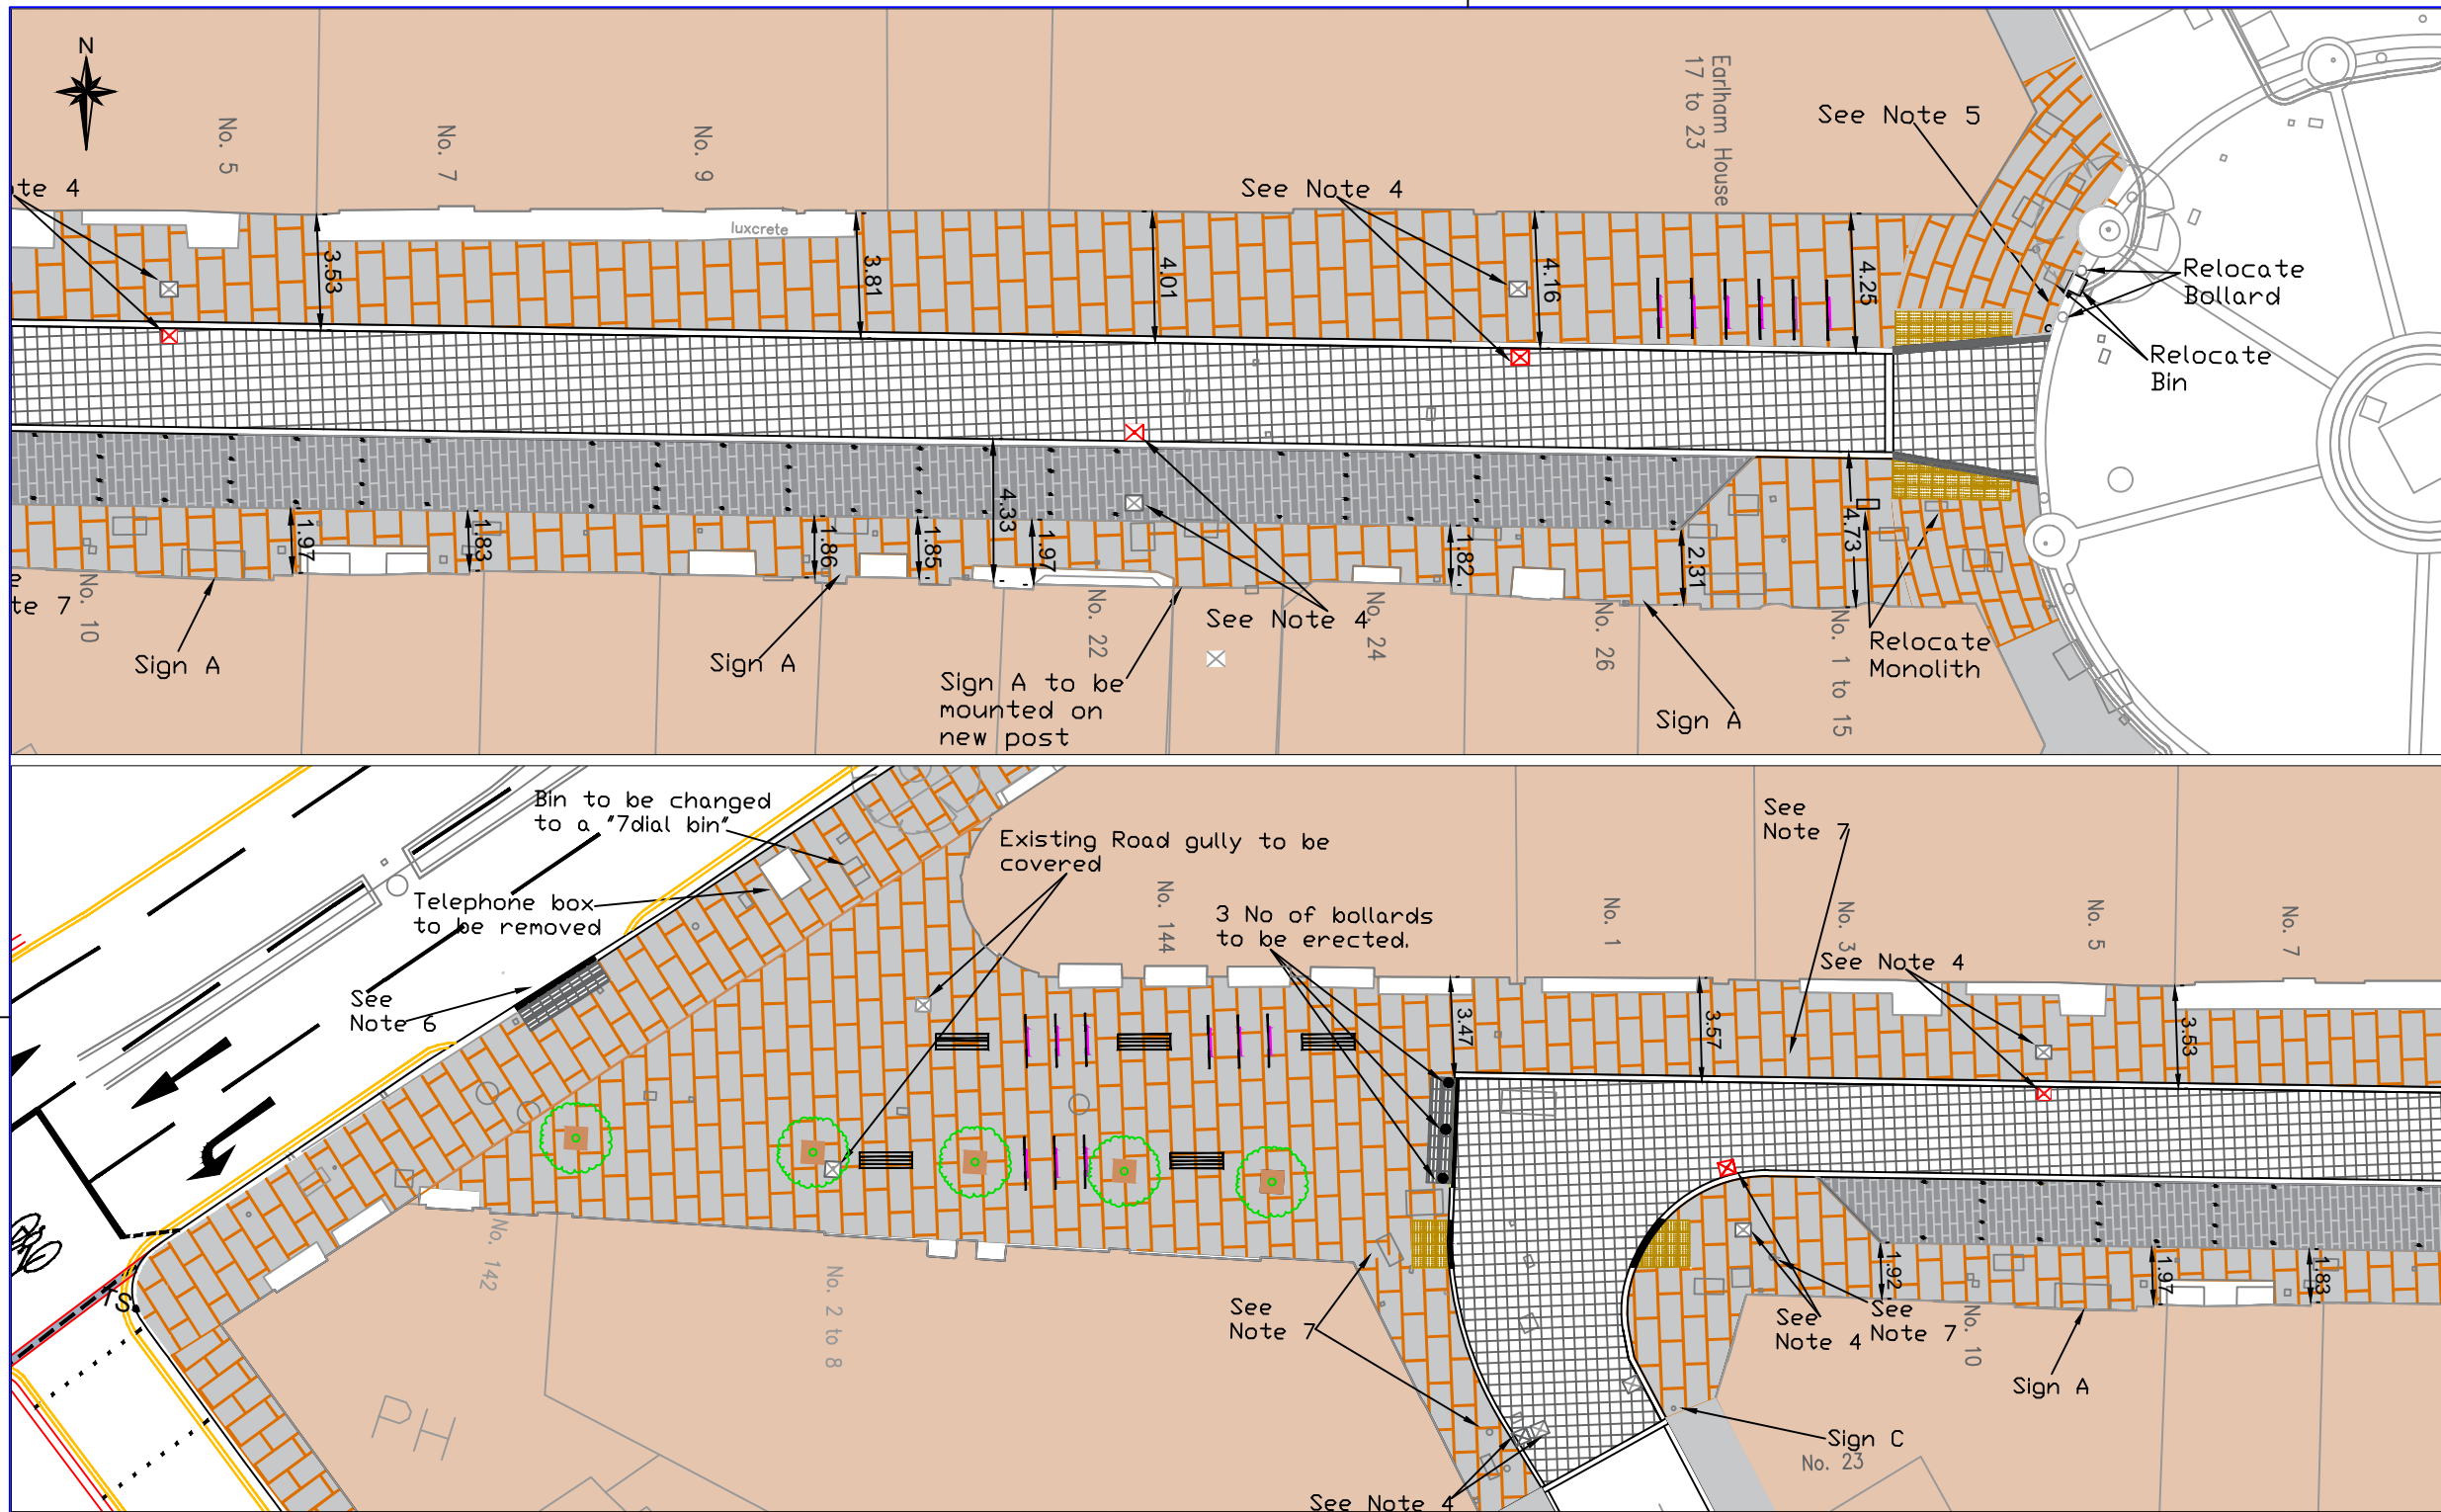 N
No. 5
No. 7
No. 9
Earlham House
17 to 23
See Note 5
te 4
See Note 4
luxcrete
3.53
3.81
4.01
4.16
4.25
Relocate
Bollard
Relocate
Bin
1.97
1.83
1.86
1.85
4.33
1.97
1.82
2.31
4.73
te 7
No. 10
Sign A
Sign A
No. 22
See Note 4
No. 24
No. 26
No. 1 to 15
Relocate
Monolith
Sign A to be
mounted on
new post
Sign A
Bin to be changed
to a "7dial bin"
Existing Road gully to be
covered
Telephone box
to be removed
See
Note 6
No. 144
3 No of bollards
to be erected.
See
Note 7
No. 1
No. 3
No. 5
No. 7
See Note 4
3.47
3.57
3.53
1.92
1.97
1.83
TS.
No. 142
No. 2 to 8
See
Note 7
See
Note 4
See
Note 7
No. 10
Sign A
PH
Sign C
No. 23
See Note 4